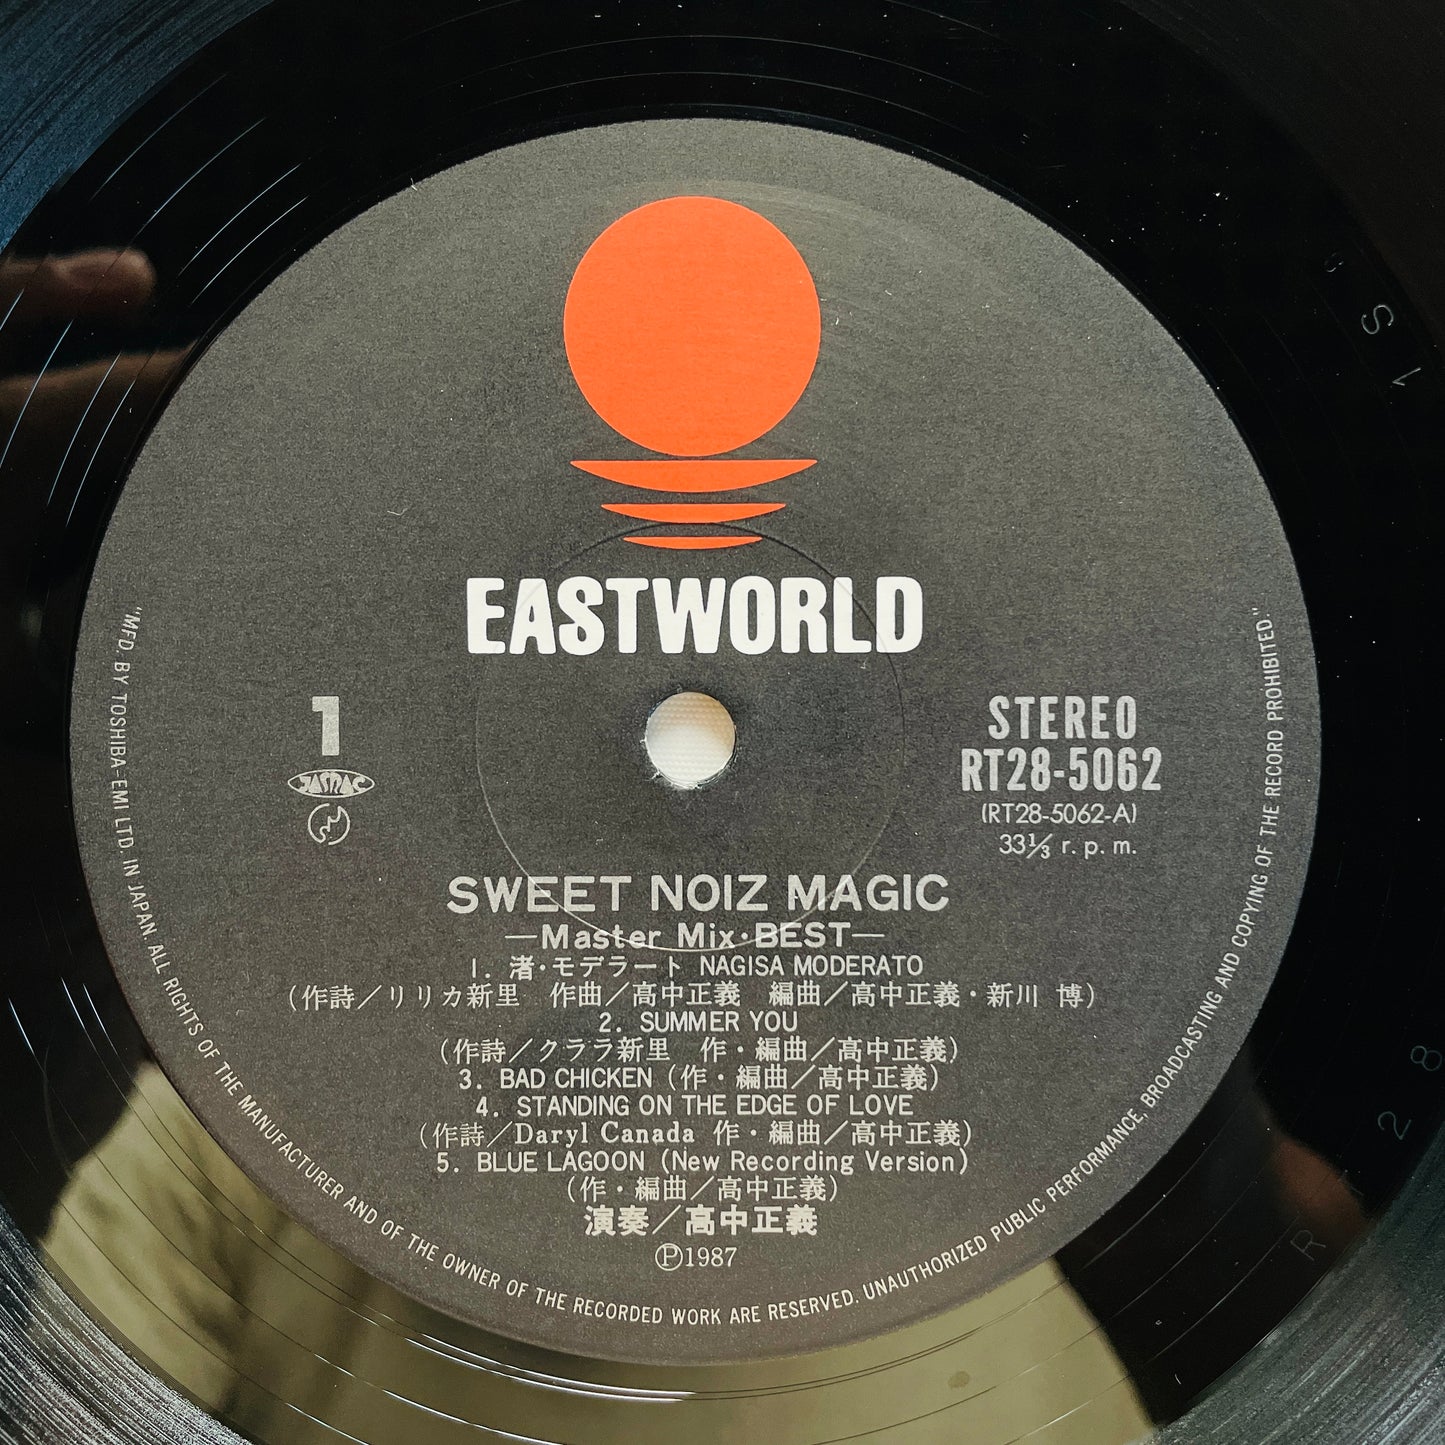 EASTWORLD
1
JASRAC
STEREO
RT28-5062
(RT28-5062-A)
33⅓ r.p.m.
SWEET NOIZ MAGIC
—Master Mix・BEST—
1. 渚・モデラート NAGISA MODERATO
(作詩/リリカ新里 作曲/高中正義 編曲/高中正義・新川 博)
2. SUMMER YOU
(作詩/クララ新里 作・編曲/高中正義)
3. BAD CHICKEN (作・編曲/高中正義)
4. STANDING ON THE EDGE OF LOVE
(作詩/Daryl Canada 作・編曲/高中正義)
5. BLUE LAGOON (New Recording Version)
(作・編曲/高中正義)
演奏/高中正義
Ⓟ1987
"MFD. BY TOSHIBA-EMI LTD. IN JAPAN. ALL RIGHTS OF THE MANUFACTURER AND OF THE OWNER OF THE RECORDED WORK ARE RESERVED. UNAUTHORIZED PUBLIC PERFORMANCE, BROADCASTING AND COPYING OF THE RECORD PROHIBITED."